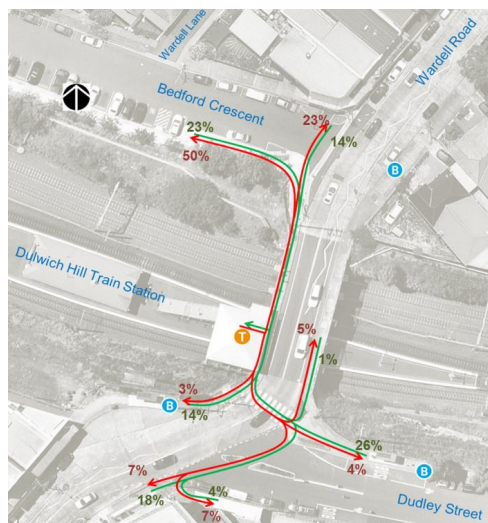 Wardell Lane
Wardell Road
Bedford Crescent
23%
50%
23%
14%
B
Dulwich Hill Train Station
T
5%
1%
3%
14%
B
26%
4%
B
7%
18%
4%
7%
Dudley Street